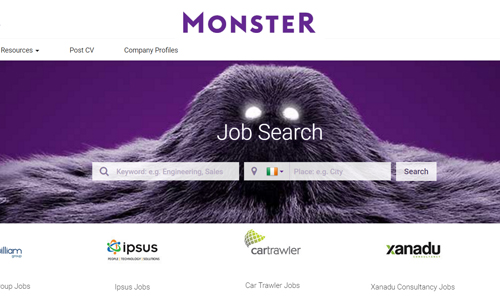 MONSTER
Resources
Post CV
Company Profiles
Job Search
Keyword: e.g. Engineering, Sales
Place: e.g. City
Search
illiam
group
ipsus
PEOPLE | TECHNOLOGY | SOLUTIONS
cartrawler
xanadu
CONSULTANCY
oup Jobs
Ipsus Jobs
Car Trawler Jobs
Xanadu Consultancy Jobs